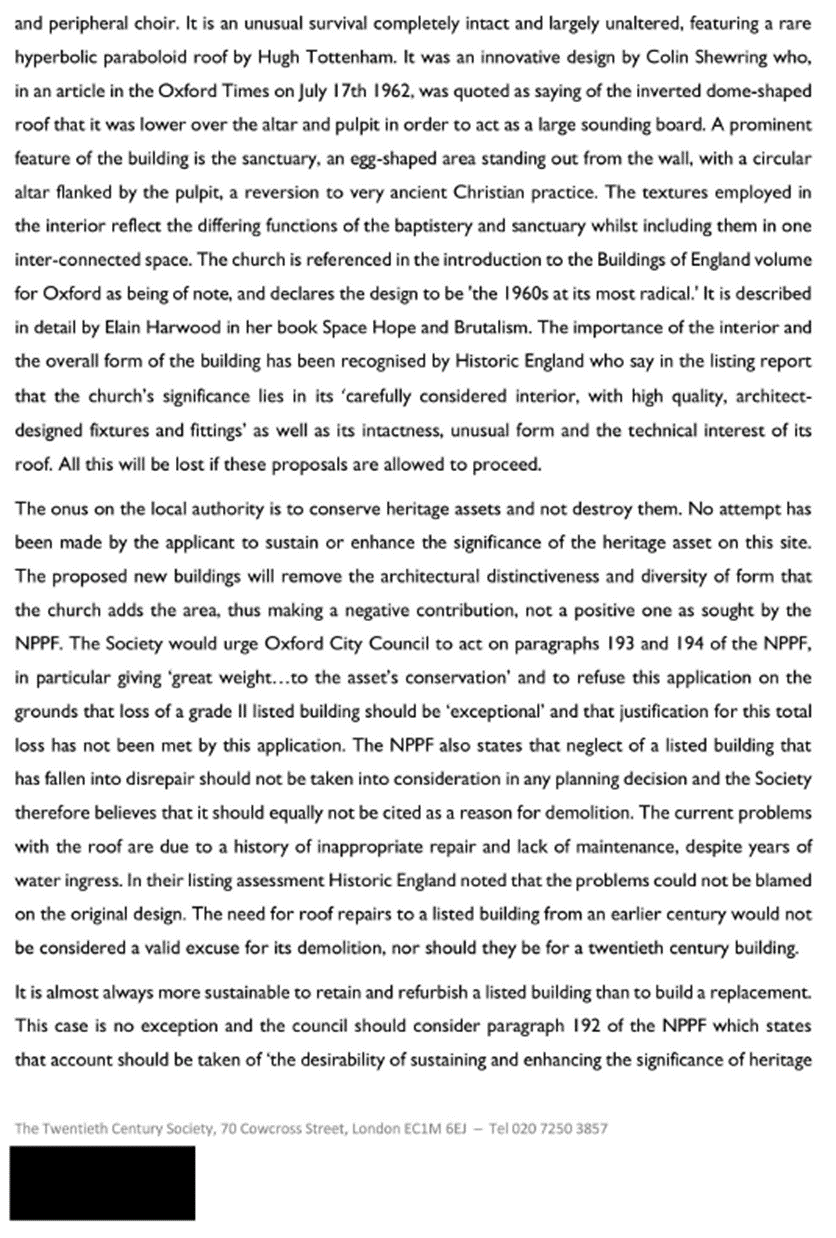 and peripheral choir. It is an unusual survival completely intact and largely unaltered, featuring a rare
hyperbolic paraboloid roof by Hugh Tottenham. It was an innovative design by Colin Shewring who,
in an article in the Oxford Times on July 17th 1962, was quoted as saying of the inverted dome-shaped
roof that it was lower over the altar and pulpit in order to act as a large sounding board. A prominent
feature of the building is the sanctuary, an egg-shaped area standing out from the wall, with a circular
altar flanked by the pulpit, a reversion to very ancient Christian practice. The textures employed in
the interior reflect the differing functions of the baptistery and sanctuary whilst including them in one
inter-connected space. The church is referenced in the introduction to the Buildings of England volume
for Oxford as being of note, and declares the design to be 'the 1960s at its most radical.' It is described
in detail by Elain Harwood in her book Space Hope and Brutalism. The importance of the interior and
the overall form of the building has been recognised by Historic England who say in the listing report
that the church's significance lies in its 'carefully considered interior, with high quality, architect-
designed fixtures and fittings' as well as its intactness, unusual form and the technical interest of its
roof. All this will be lost if these proposals are allowed to proceed.
The onus on the local authority is to conserve heritage assets and not destroy them. No attempt has
been made by the applicant to sustain or enhance the significance of the heritage asset on this site.
The proposed new buildings will remove the architectural distinctiveness and diversity of form that
the church adds the area, thus making a negative contribution, not a positive one as sought by the
NPPF. The Society would urge Oxford City Council to act on paragraphs 193 and 194 of the NPPF,
in particular giving 'great weight…to the asset's conservation' and to refuse this application on the
grounds that loss of a grade II listed building should be 'exceptional' and that justification for this total
loss has not been met by this application. The NPPF also states that neglect of a listed building that
has fallen into disrepair should not be taken into consideration in any planning decision and the Society
therefore believes that it should equally not be cited as a reason for demolition. The current problems
with the roof are due to a history of inappropriate repair and lack of maintenance, despite years of
water ingress. In their listing assessment Historic England noted that the problems could not be blamed
on the original design. The need for roof repairs to a listed building from an earlier century would not
be considered a valid excuse for its demolition, nor should they be for a twentieth century building.
It is almost always more sustainable to retain and refurbish a listed building than to build a replacement.
This case is no exception and the council should consider paragraph 192 of the NPPF which states
that account should be taken of 'the desirability of sustaining and enhancing the significance of heritage
The Twentieth Century Society, 70 Cowcross Street, London EC1M 6EJ – Tel 020 7250 3857